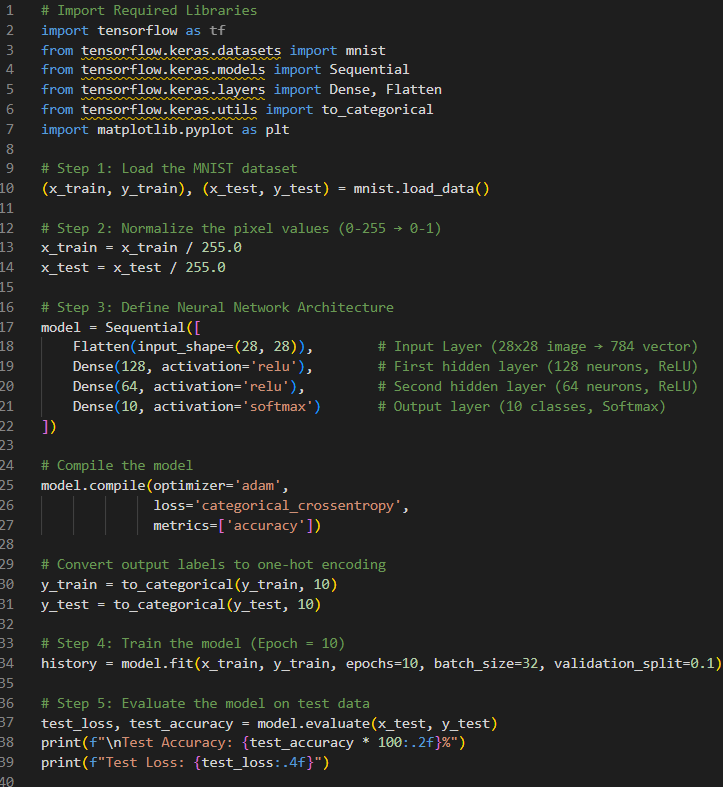 1 # Import Required Libraries
2 import tensorflow as tf
3 from tensorflow.keras.datasets import mnist
4 from tensorflow.keras.models import Sequential
5 from tensorflow.keras.layers import Dense, Flatten
6 from tensorflow.keras.utils import to_categorical
7 import matplotlib.pyplot as plt
8
9 # Step 1: Load the MNIST dataset
10 (x_train, y_train), (x_test, y_test) = mnist.load_data()
11
12 # Step 2: Normalize the pixel values (0-255 → 0-1)
13 x_train = x_train / 255.0
14 x_test = x_test / 255.0
15
16 # Step 3: Define Neural Network Architecture
17 model = Sequential([
18     Flatten(input_shape=(28, 28)),        # Input Layer (28x28 image → 784 vector)
19     Dense(128, activation='relu'),        # First hidden layer (128 neurons, ReLU)
20     Dense(64, activation='relu'),         # Second hidden layer (64 neurons, ReLU)
21     Dense(10, activation='softmax')       # Output layer (10 classes, Softmax)
22 ])
23
24 # Compile the model
25 model.compile(optimizer='adam',
26               loss='categorical_crossentropy',
27               metrics=['accuracy'])
28
29 # Convert output labels to one-hot encoding
30 y_train = to_categorical(y_train, 10)
31 y_test = to_categorical(y_test, 10)
32
33 # Step 4: Train the model (Epoch = 10)
34 history = model.fit(x_train, y_train, epochs=10, batch_size=32, validation_split=0.1)
35
36 # Step 5: Evaluate the model on test data
37 test_loss, test_accuracy = model.evaluate(x_test, y_test)
38 print(f"\nTest Accuracy: {test_accuracy * 100:.2f}%")
39 print(f"Test Loss: {test_loss:.4f}")
40